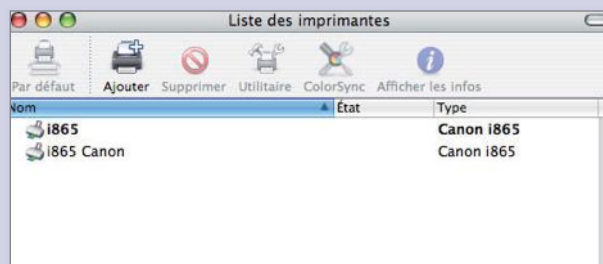 Liste des imprimantes
Par défaut Ajouter Supprimer Utilitaire ColorSync Afficher les infos
Nom État Type
i865 Canon i865
i865 Canon Canon i865